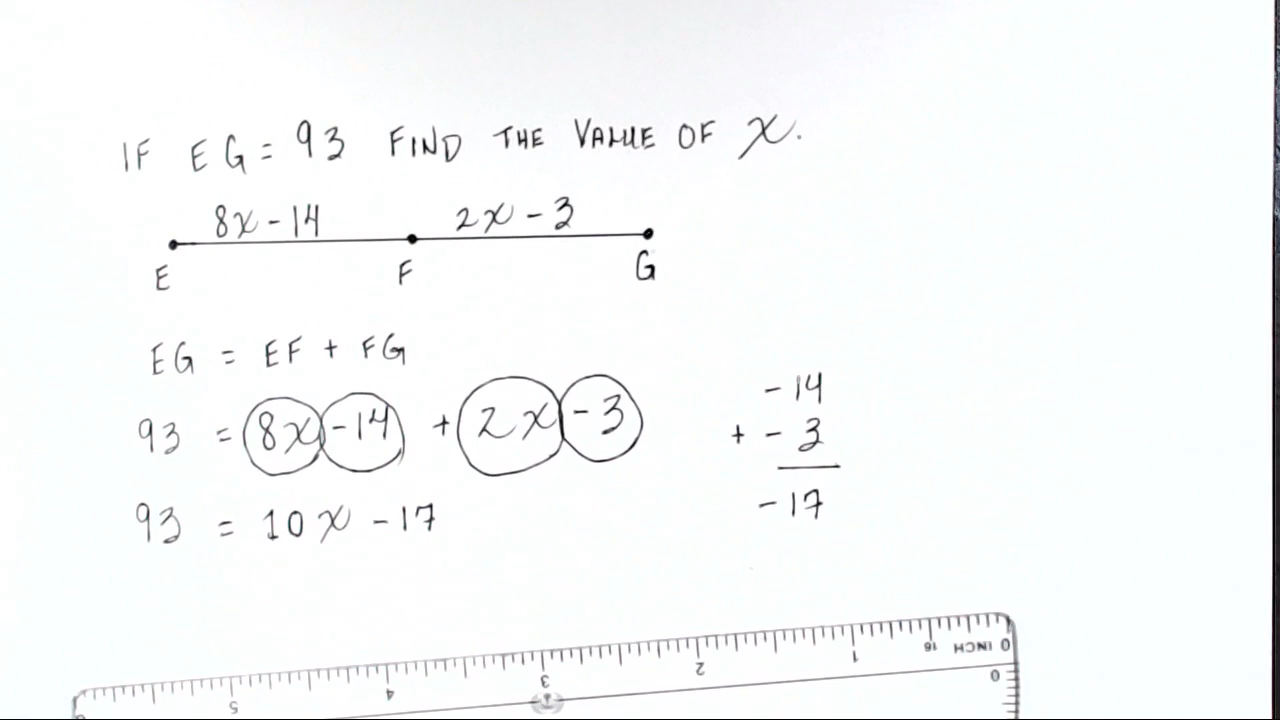 IF EG = 93 FIND THE VALUE OF x.
8x - 14
2x - 3
E F G
EG = EF + FG
93 = 8x - 14 + 2x - 3
93 = 10x - 17
-14
+ - 3
-17
0 INCH 16 1 2 3 4 5
0